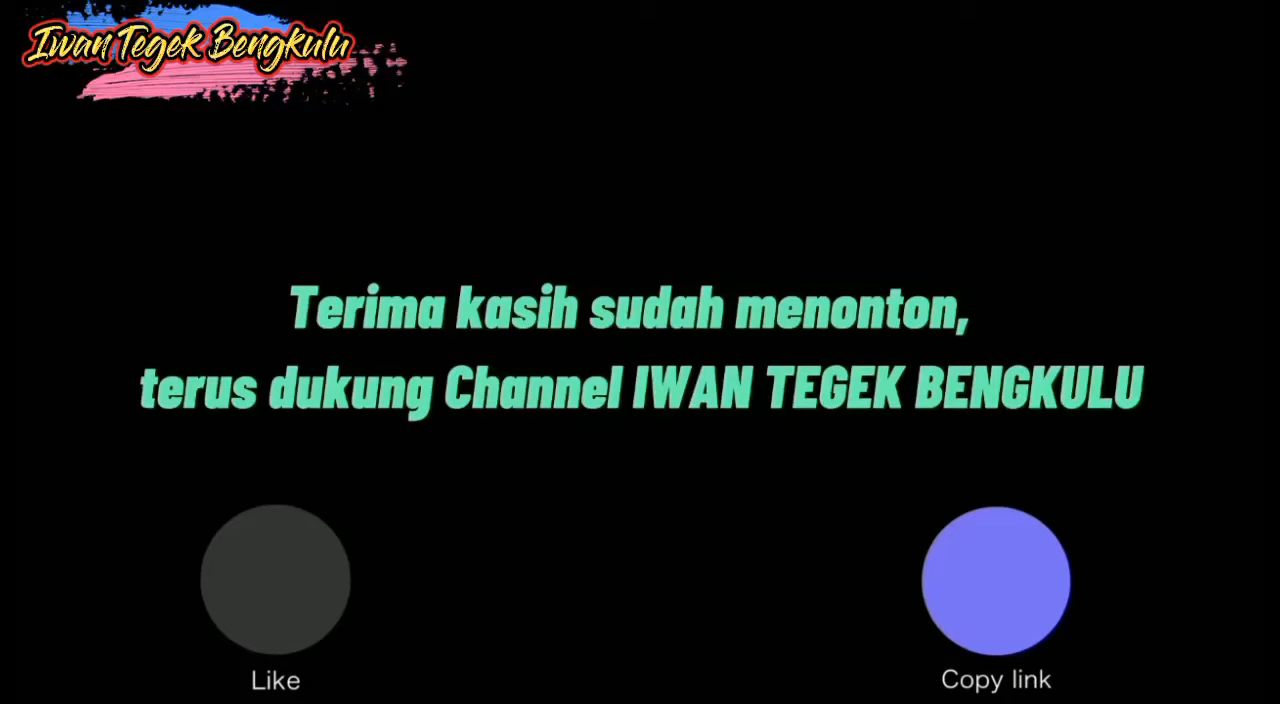 Iwan Tegek Bengkulu
Terima kasih sudah menonton,
terus dukung Channel IWAN TEGEK BENGKULU
Like
Copy link